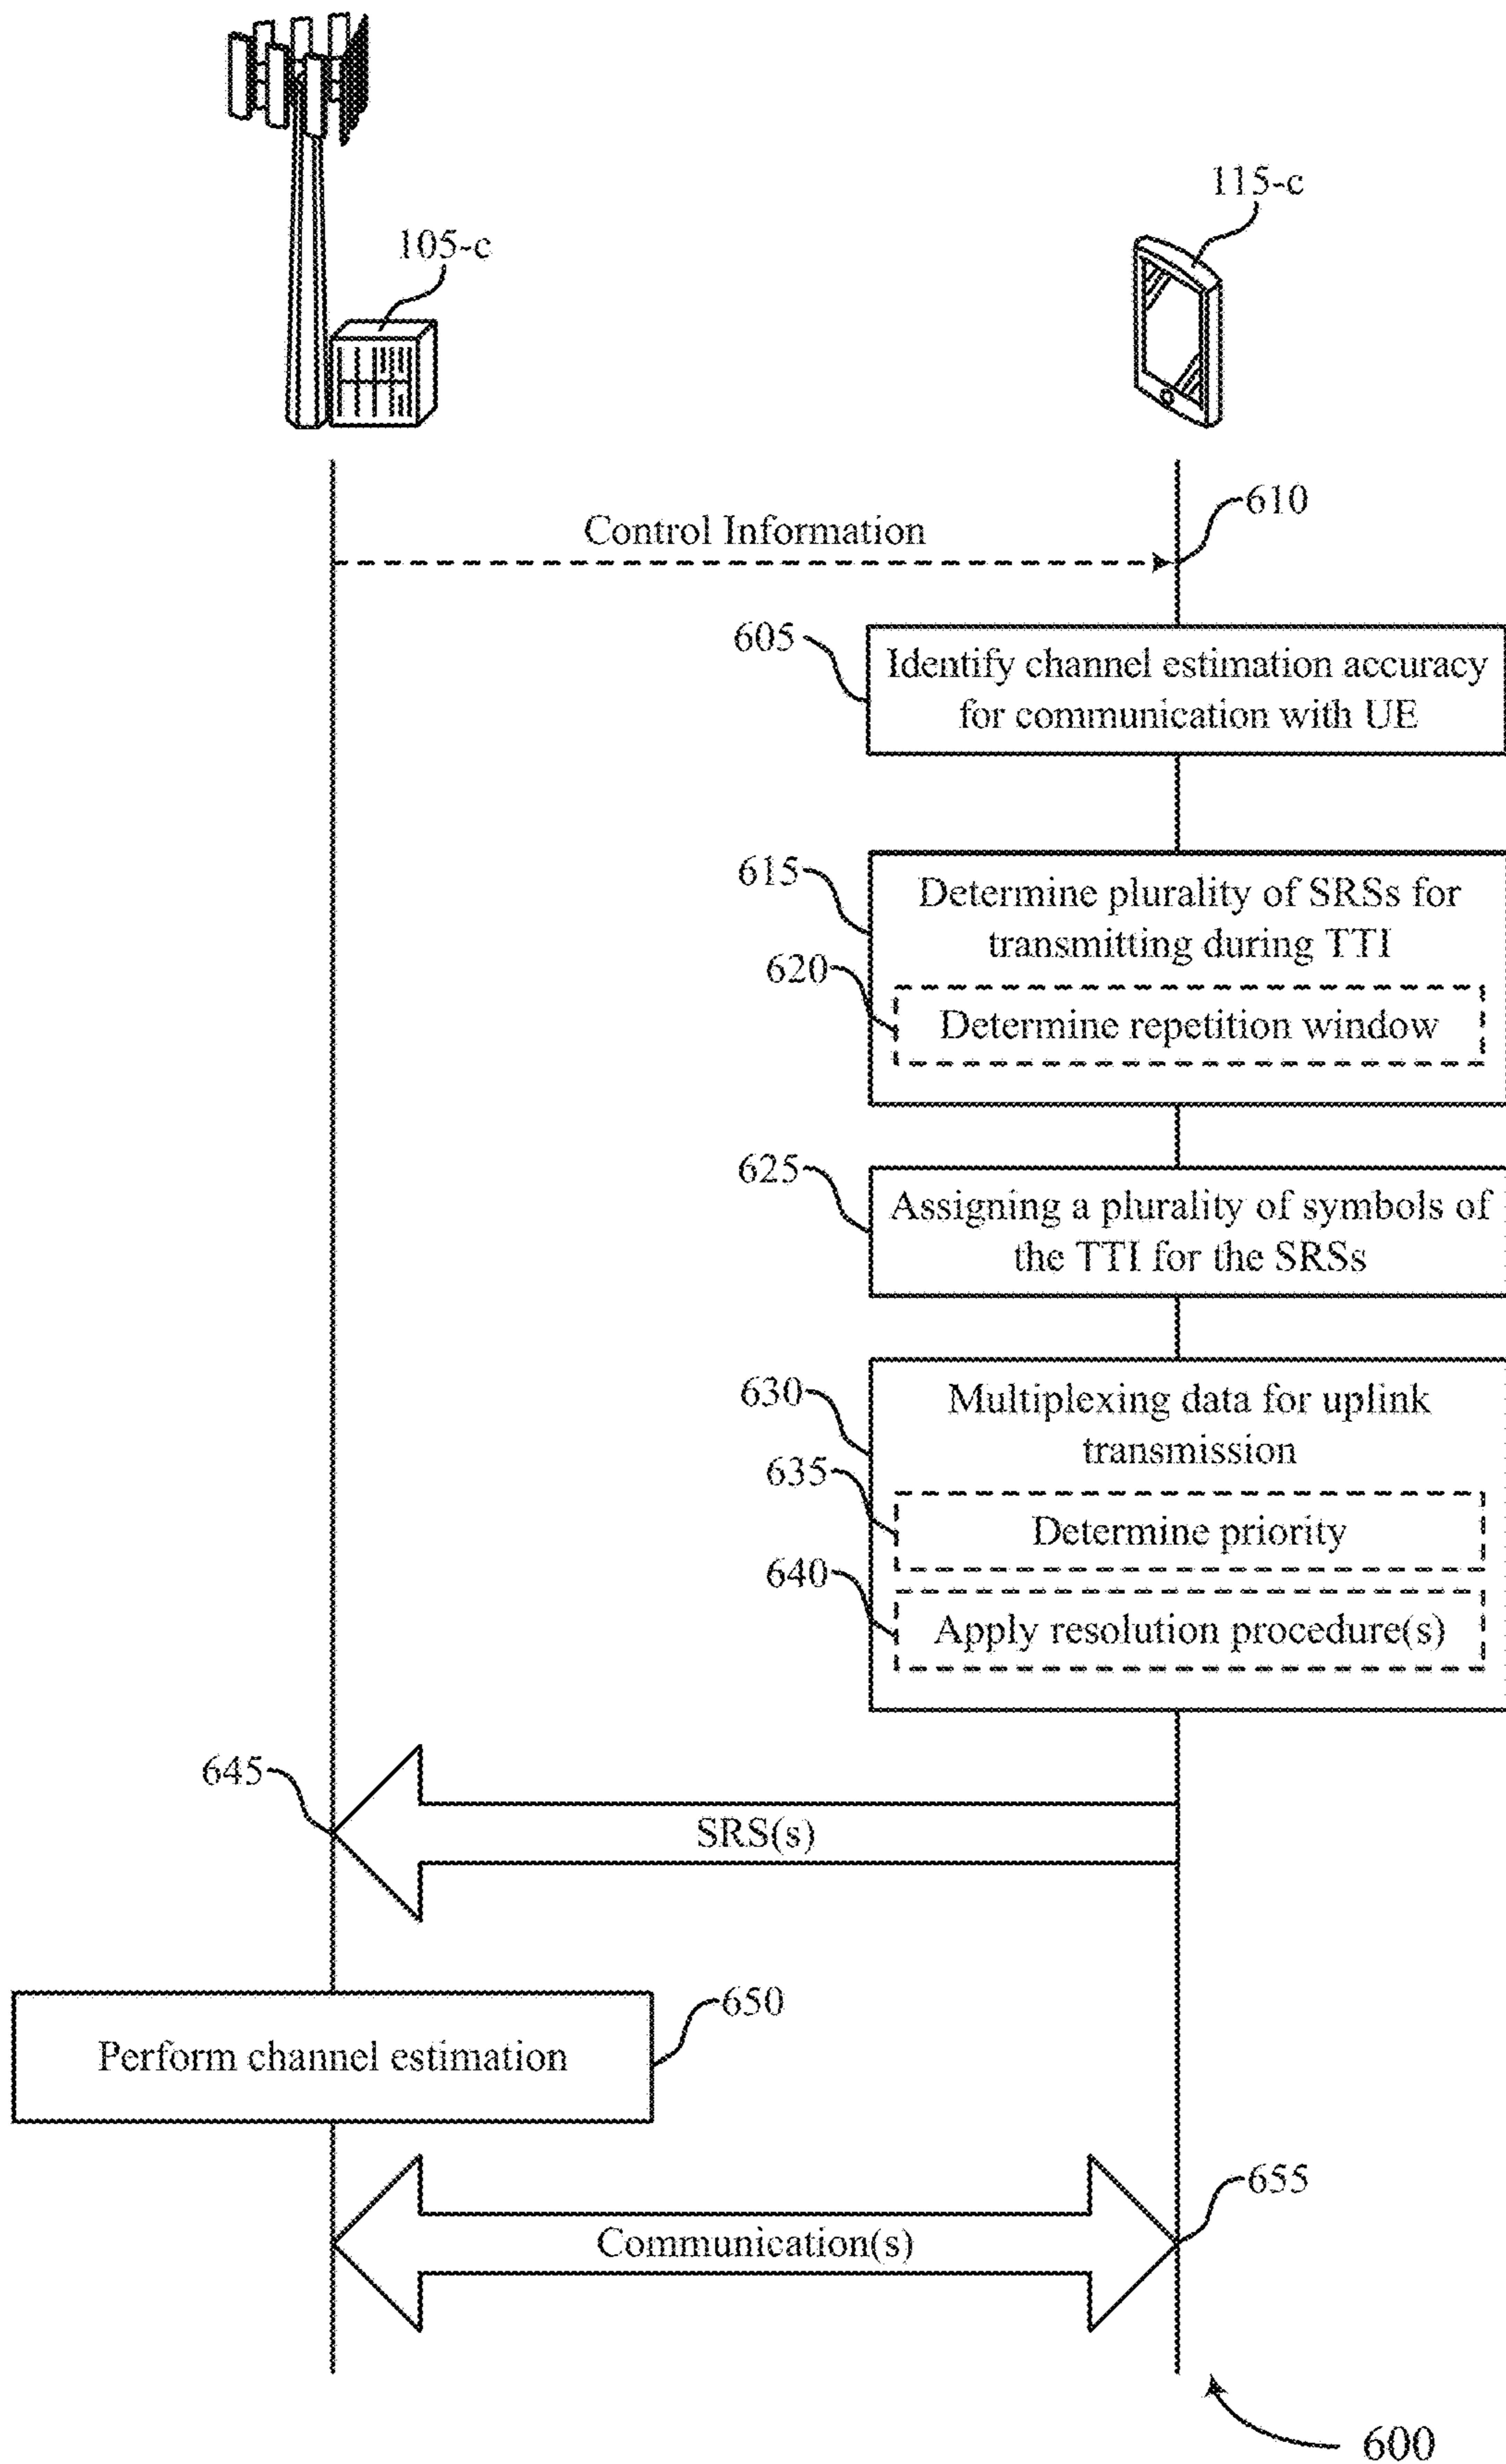 115-c
105-c
610
Control Information
605
Identify channel estimation accuracy
for communication with UE
615
Determine plurality of SRSs for
transmitting during TTI
620
Determine repetition window
625
Assigning a plurality of symbols of
the TTI for the SRSs
630
Multiplexing data for uplink
transmission
635
Determine priority
640
Apply resolution procedure(s)
645
SRS(s)
650
Perform channel estimation
655
Communication(s)
600